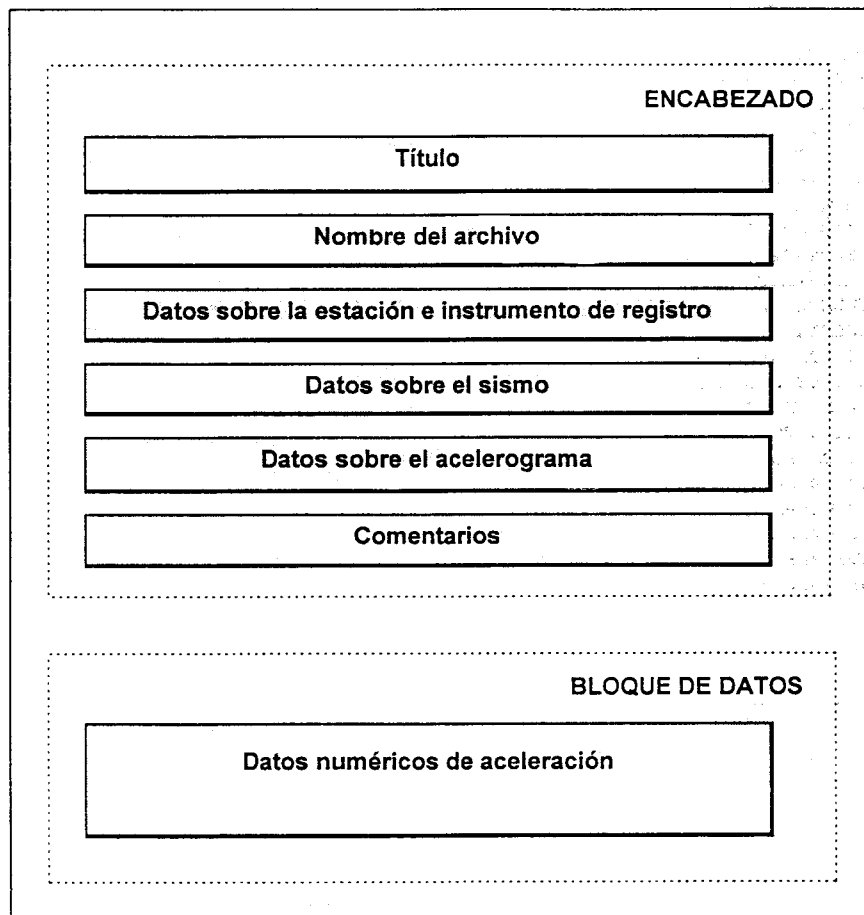 ENCABEZADO
Título
Nombre del archivo
Datos sobre la estación e instrumento de registro
Datos sobre el sismo
Datos sobre el acelerograma
Comentarios
BLOQUE DE DATOS
Datos numéricos de aceleración